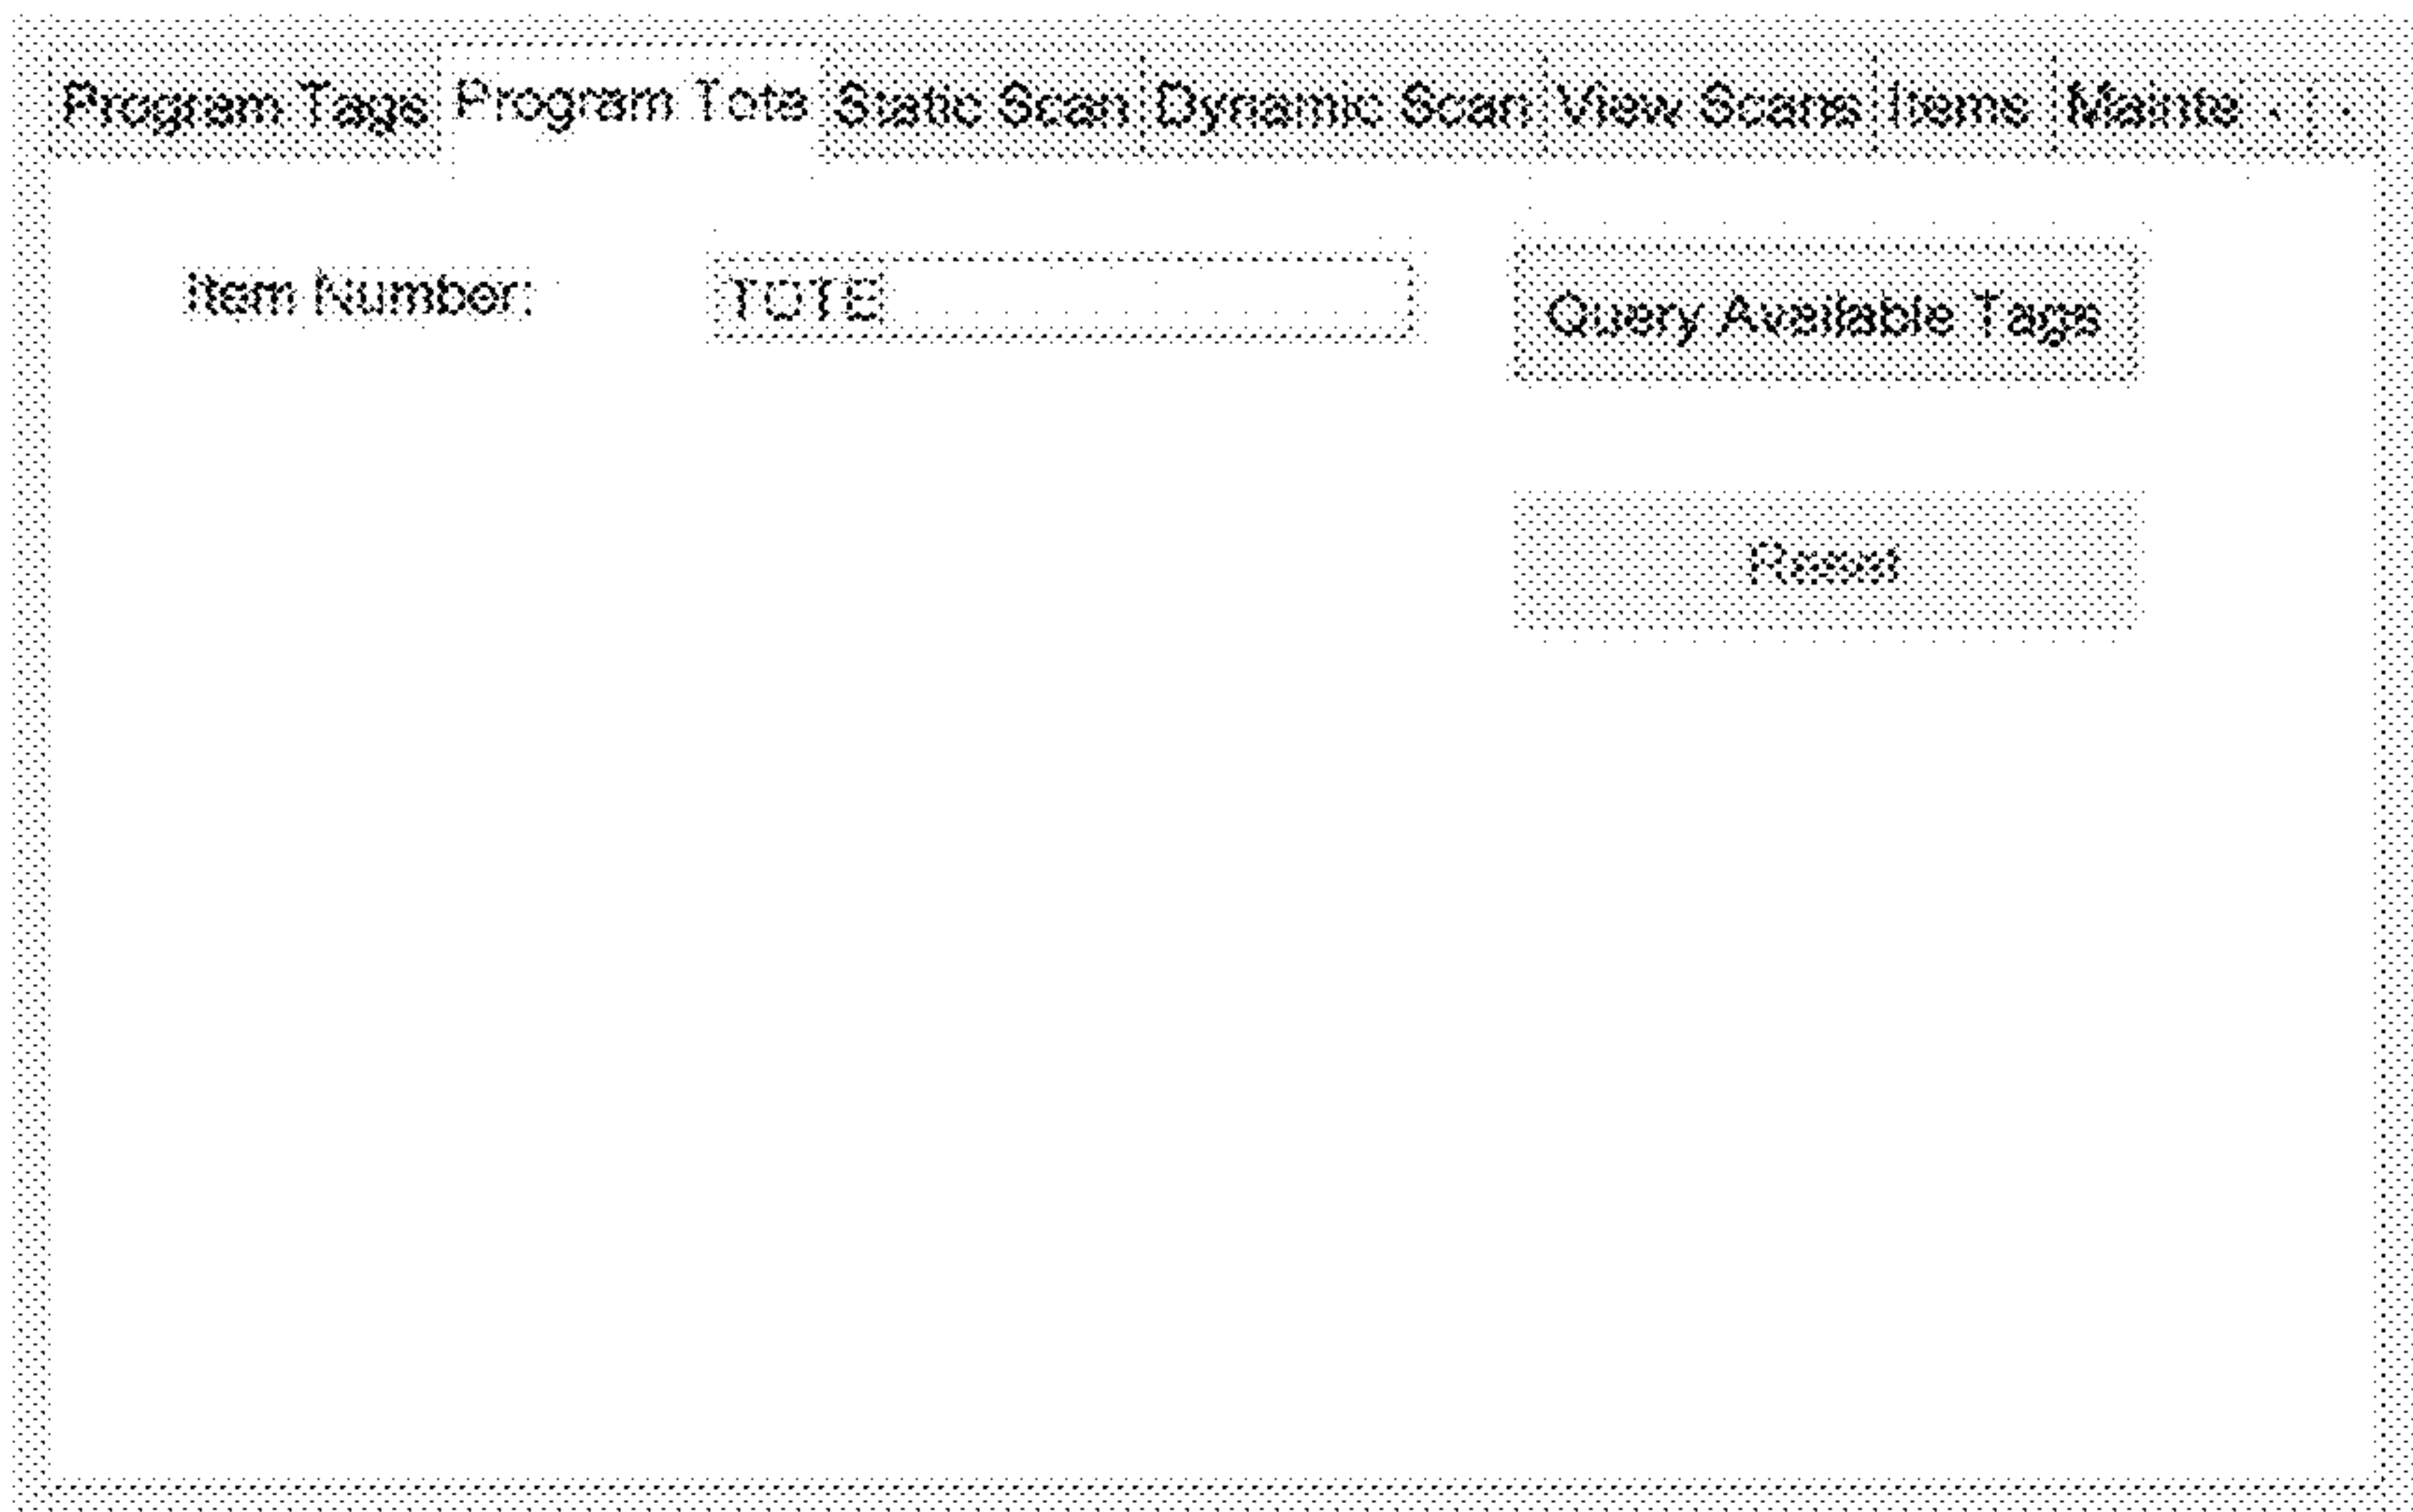 Program Tags Program Tote Static Scan Dynamic Scan View Scans Items Mainte
Item Number: TOTE Query Available Tags
Reset